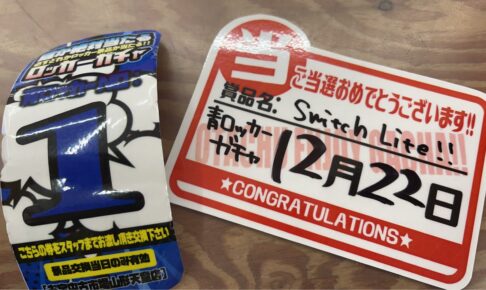 ロッカーガチャ
1
こちらの券をスタッフまでお渡し頂き交換下さい
景品交換当日のみ有効
当
ご当選おめでとうございます!!
賞品名: Switch Lite!!
青ロッカーガチャ
12月22日
★CONGRATULATIONS★